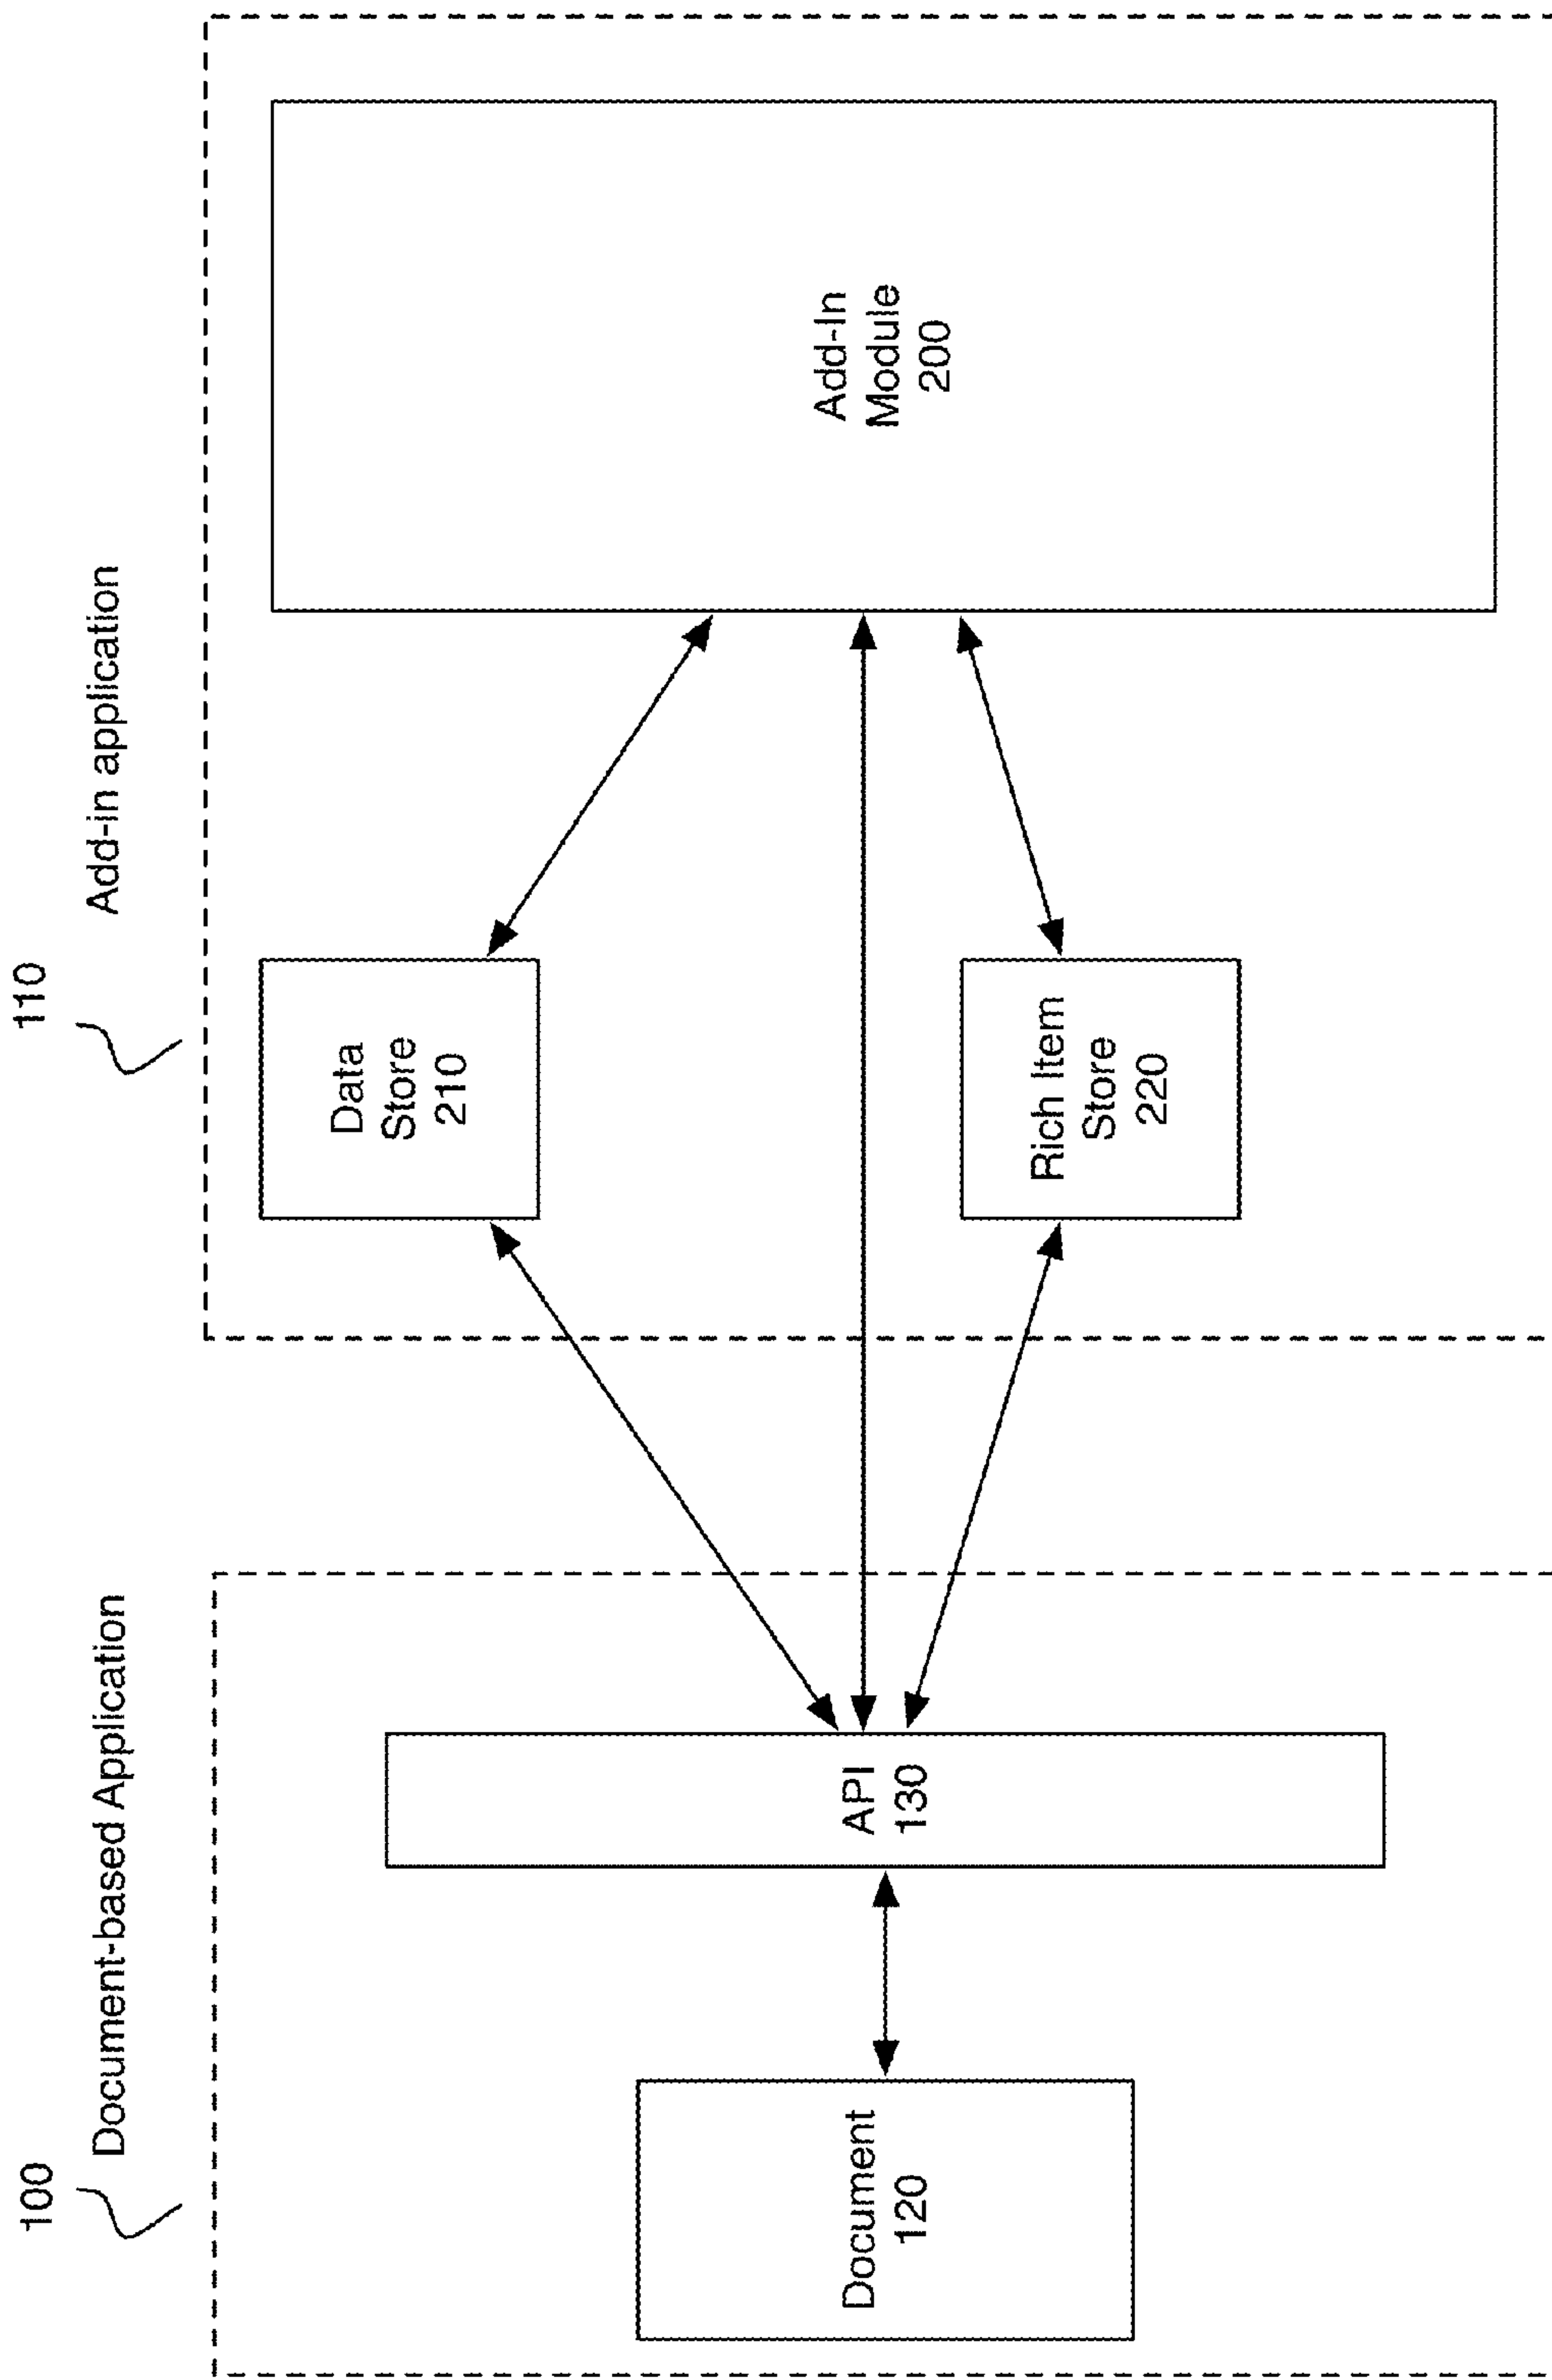 100
Document-based Application
110
Add-in application
Document
120
API
130
Data
Store
210
Rich Item
Store
220
Add-In
Module
200